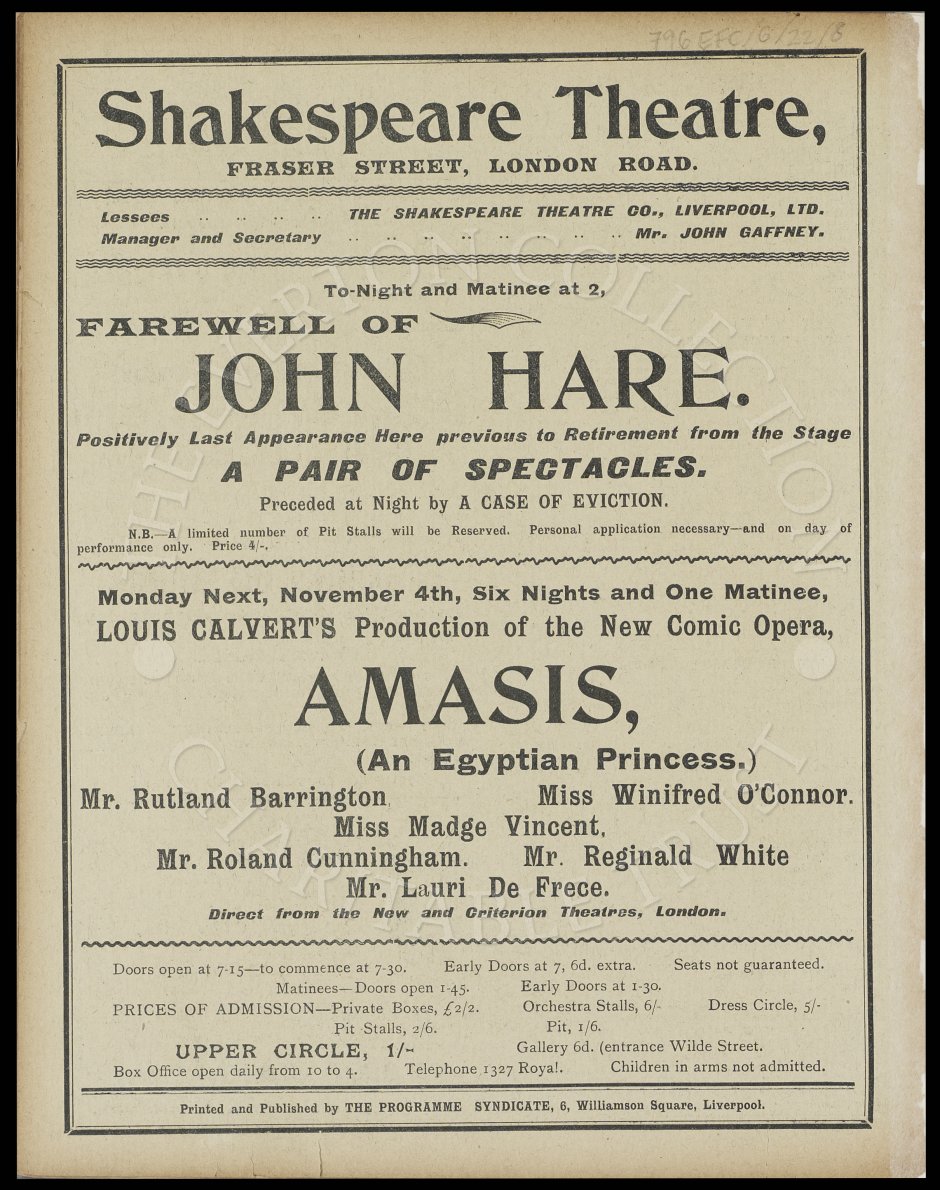 796 EFC/6/22/8
Shakespeare Theatre,
FRASER STREET, LONDON ROAD.
Lessees .. .. .. .. THE SHAKESPEARE THEATRE CO., LIVERPOOL, LTD.
Manager and Secretary .. .. .. .. .. .. .. .. Mr. JOHN GAFFNEY.
To-Night and Matinee at 2,
FAREWELL OF
JOHN HARE.
Positively Last Appearance Here previous to Retirement from the Stage
A PAIR OF SPECTACLES.
Preceded at Night by A CASE OF EVICTION.
N.B.—A limited number of Pit Stalls will be Reserved. Personal application necessary—and on day of
performance only. Price 4/-.
Monday Next, November 4th, Six Nights and One Matinee,
LOUIS CALVERT'S Production of the New Comic Opera,
AMASIS,
(An Egyptian Princess.)
Mr. Rutland Barrington. Miss Winifred O'Connor.
Miss Madge Vincent,
Mr. Roland Cunningham. Mr. Reginald White
Mr. Lauri De Frece.
Direct from the New and Criterion Theatres, London.
Doors open at 7-15—to commence at 7-30. Early Doors at 7, 6d. extra. Seats not guaranteed.
Matinees—Doors open 1-45. Early Doors at 1-30.
PRICES OF ADMISSION—Private Boxes, £2/2. Orchestra Stalls, 6/- Dress Circle, 5/-
Pit Stalls, 2/6. Pit, 1/6.
UPPER CIRCLE, 1/- Gallery 6d. (entrance Wilde Street.
Box Office open daily from 10 to 4. Telephone 1327 Royal. Children in arms not admitted.
Printed and Published by THE PROGRAMME SYNDICATE, 6, Williamson Square, Liverpool.
THE EVERTON COLLECTION
CHARITABLE TRUST